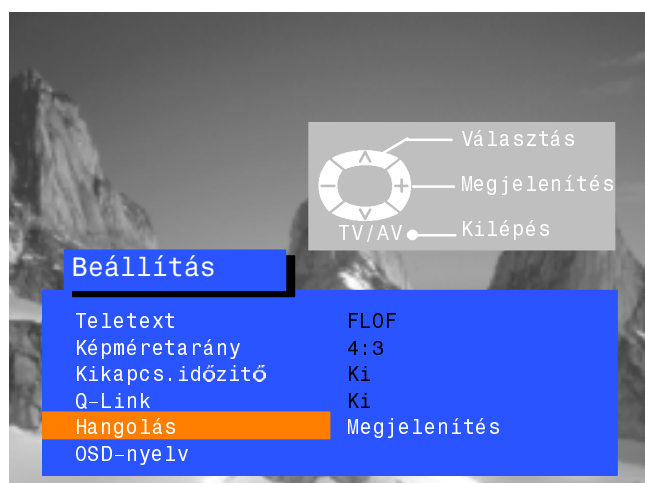 Választás
Megjelenítés
TV/AV Kilépés
Beállítás
Teletext FLOF
Képméretarány 4:3
Kikapcs.időzitő Ki
Q-Link Ki
Hangolás Megjelenítés
OSD-nyelv